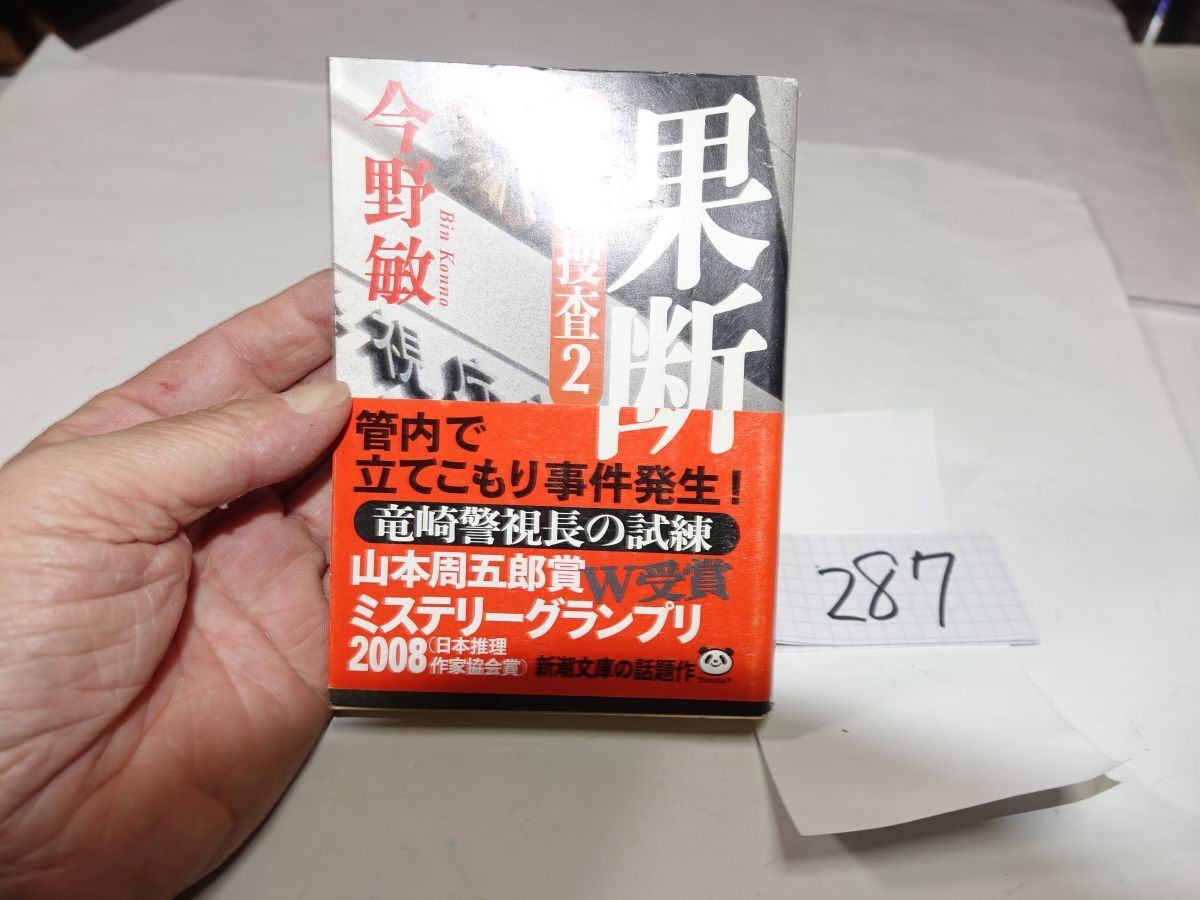 果断
捜査2
今野敏
Bin Konno
視庁
管内で
立てこもり事件発生!
竜崎警視長の試練
山本周五郎賞
W受賞
ミステリーグランプリ
2008
(日本推理
作家協会賞)
新潮文庫の話題作
287